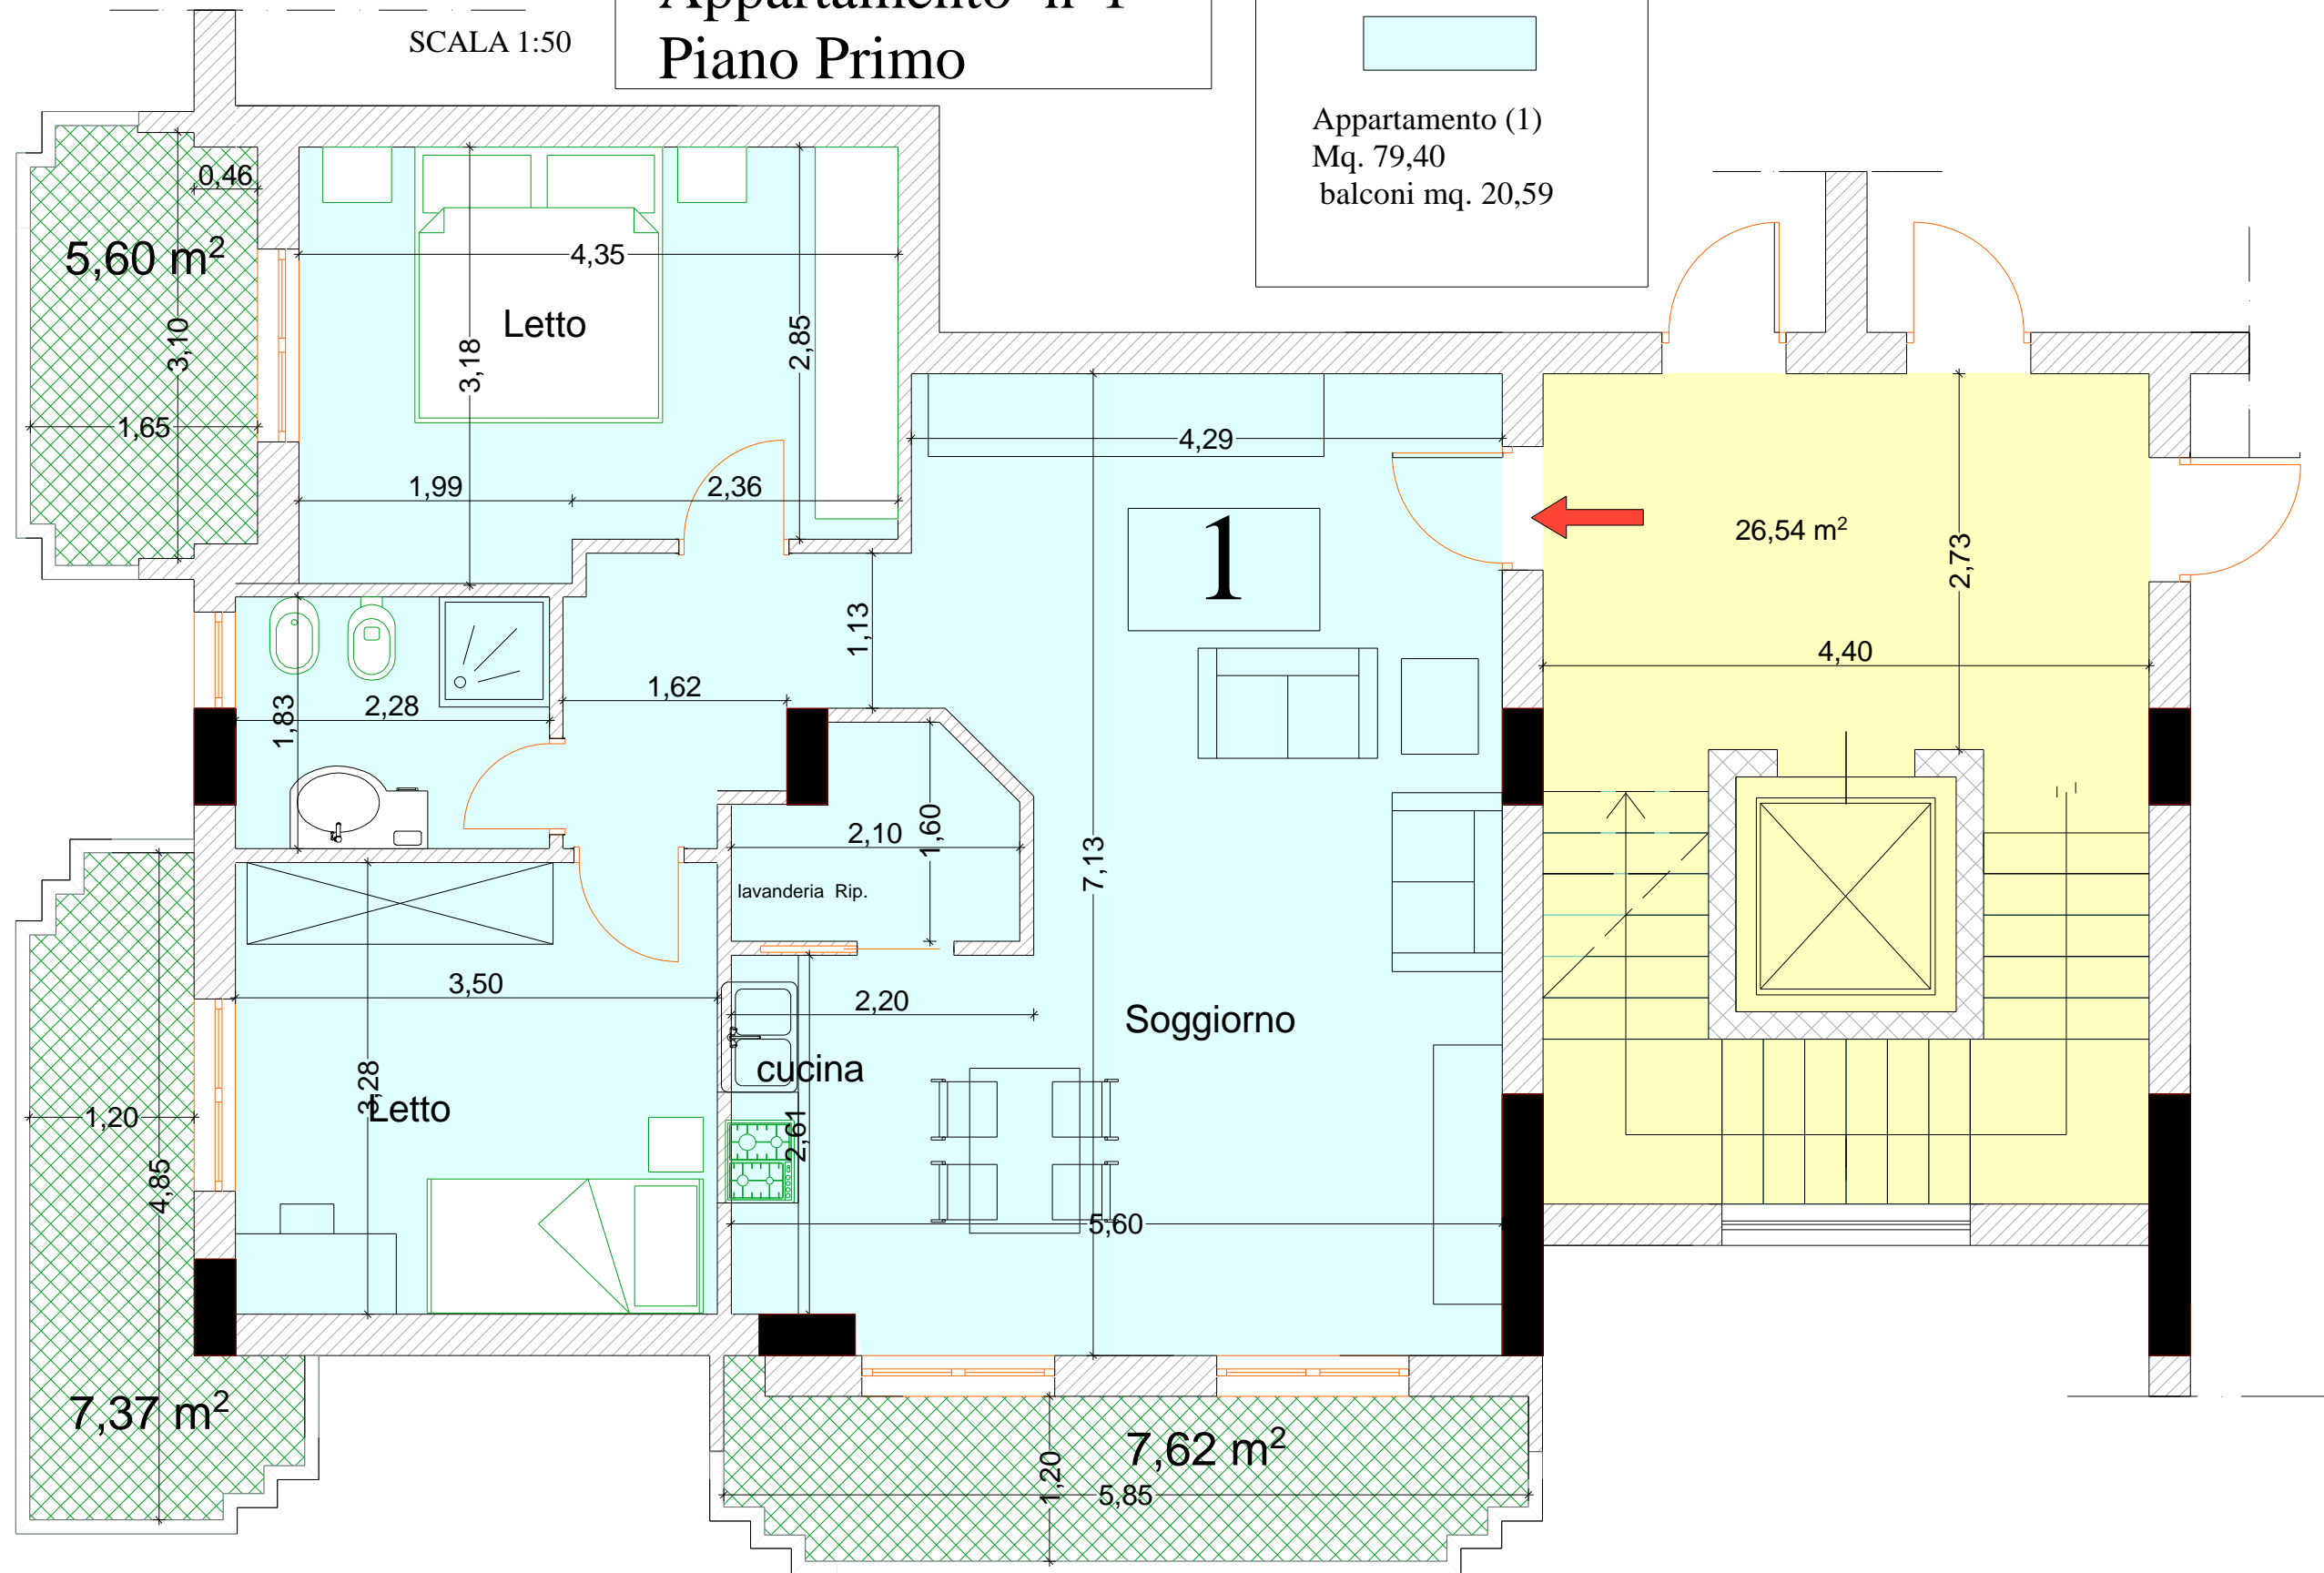 Appartamento n°1
Piano Primo
SCALA 1:50
Appartamento (1)
Mq. 79,40
balconi mq. 20,59
0,46
5,60 m²
4,35
Letto
3,10
3,18
2,85
1,65
4,29
1,99
2,36
1
26,54 m²
2,73
1,13
4,40
1,62
2,28
1,83
2,10
1,60
7,13
lavanderia Rip.
3,50
2,20
Soggiorno
cucina
3,28
Letto
1,20
2,61
4,85
5,60
7,37 m²
7,62 m²
1,20
5,85